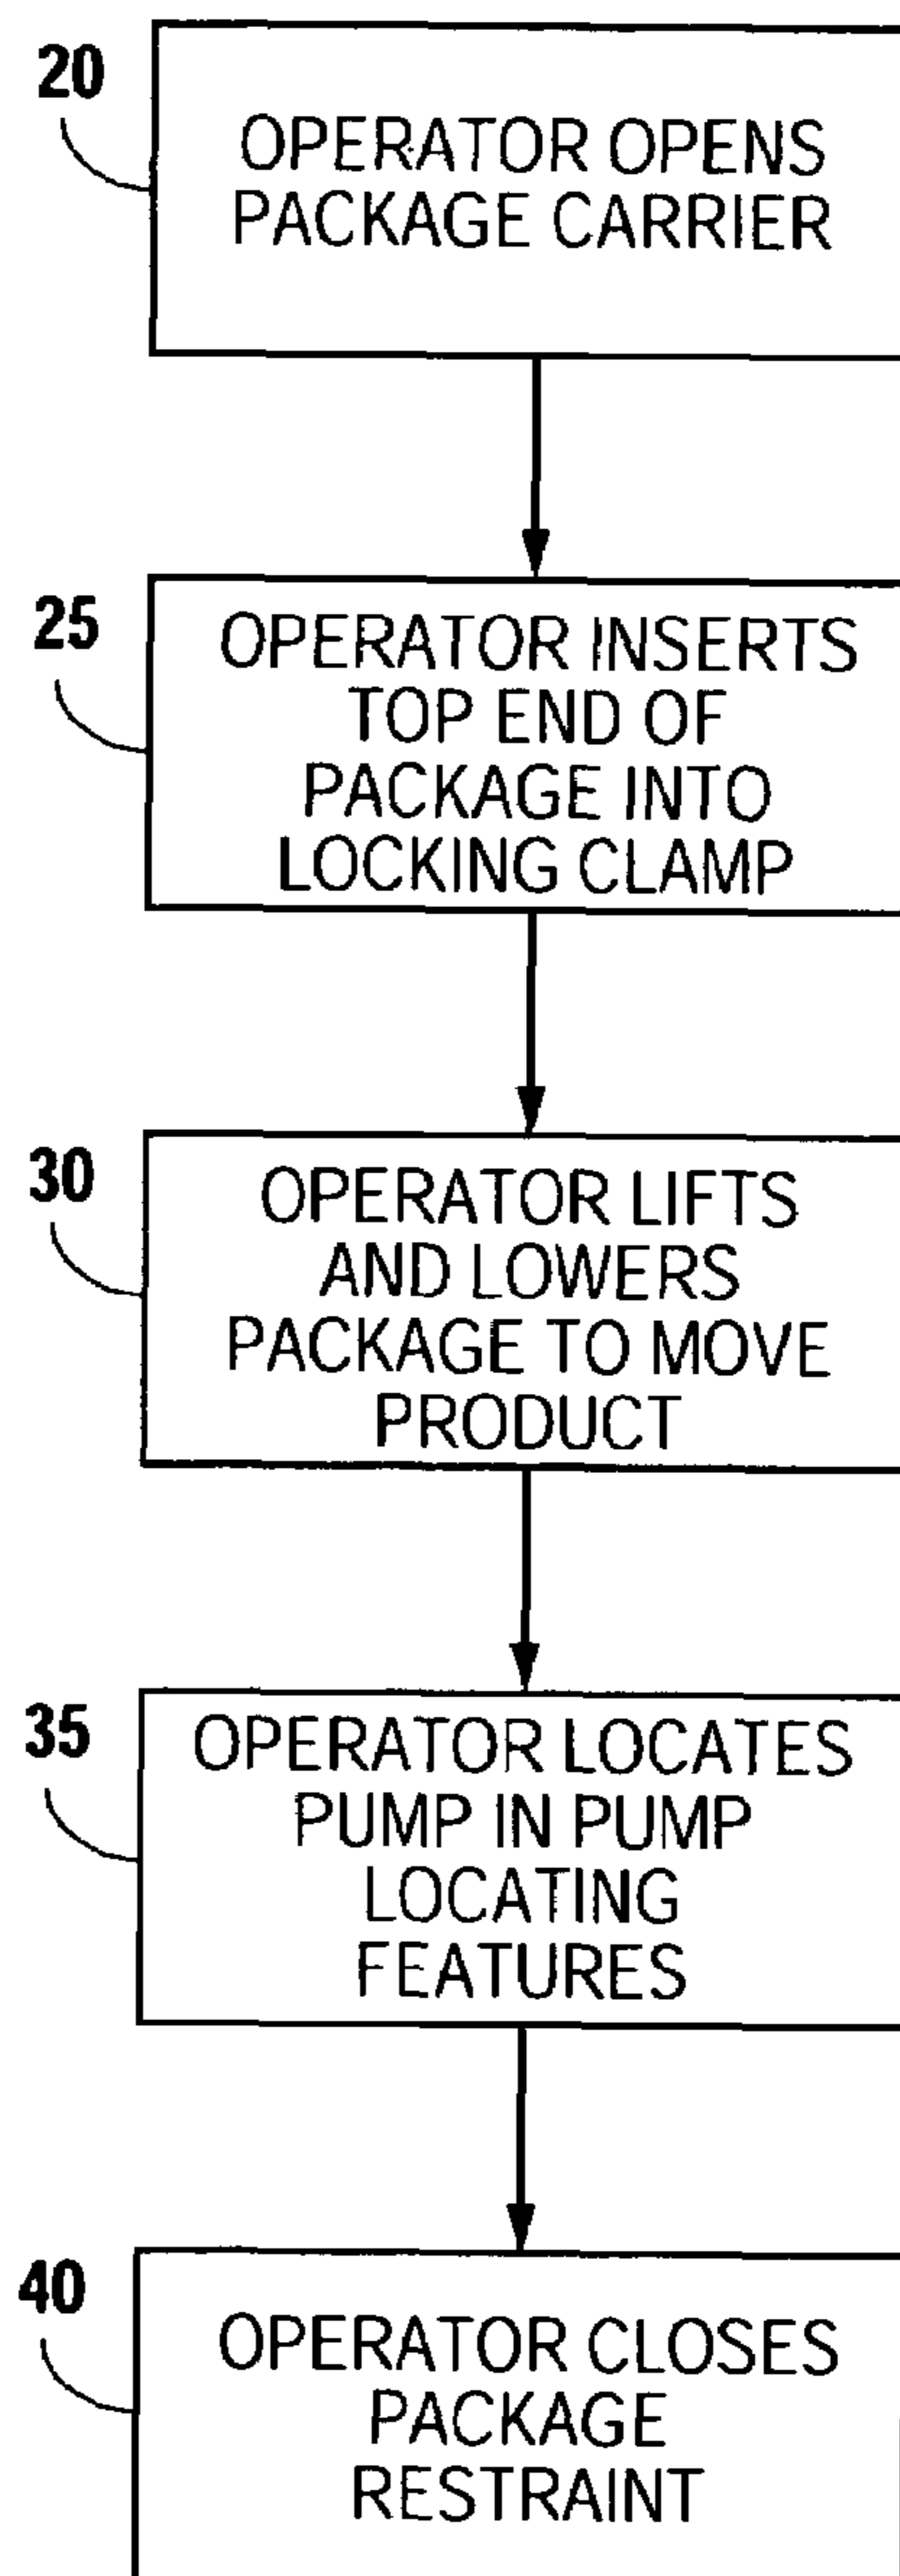 20
OPERATOR OPENS
PACKAGE CARRIER
25
OPERATOR INSERTS
TOP END OF
PACKAGE INTO
LOCKING CLAMP
30
OPERATOR LIFTS
AND LOWERS
PACKAGE TO MOVE
PRODUCT
35
OPERATOR LOCATES
PUMP IN PUMP
LOCATING
FEATURES
40
OPERATOR CLOSES
PACKAGE
RESTRAINT